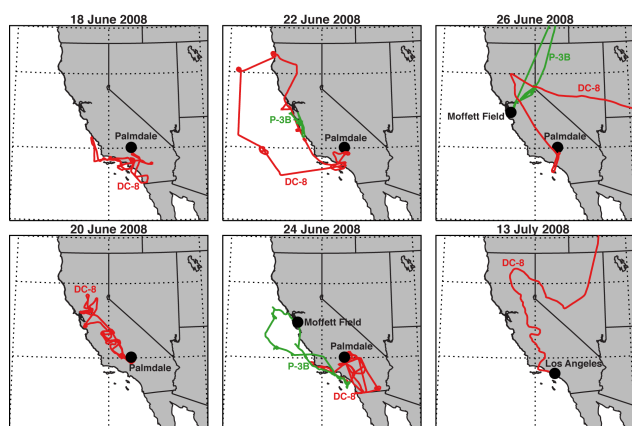 18 June 2008
22 June 2008
26 June 2008
Palmdale
DC-8
P-3B
Palmdale
DC-8
P-3B
DC-8
Moffett Field
Palmdale
20 June 2008
24 June 2008
13 July 2008
DC-8
Palmdale
Moffett Field
Palmdale
P-3B
DC-8
DC-8
Los Angeles